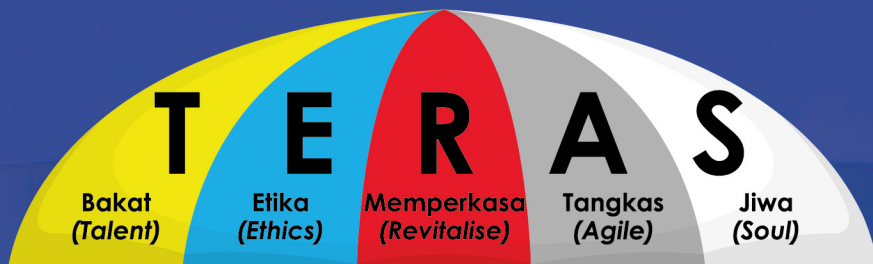 T E R A S
Bakat Etika Memperkasa Tangkas Jiwa
(Talent) (Ethics) (Revitalise) (Agile) (Soul)